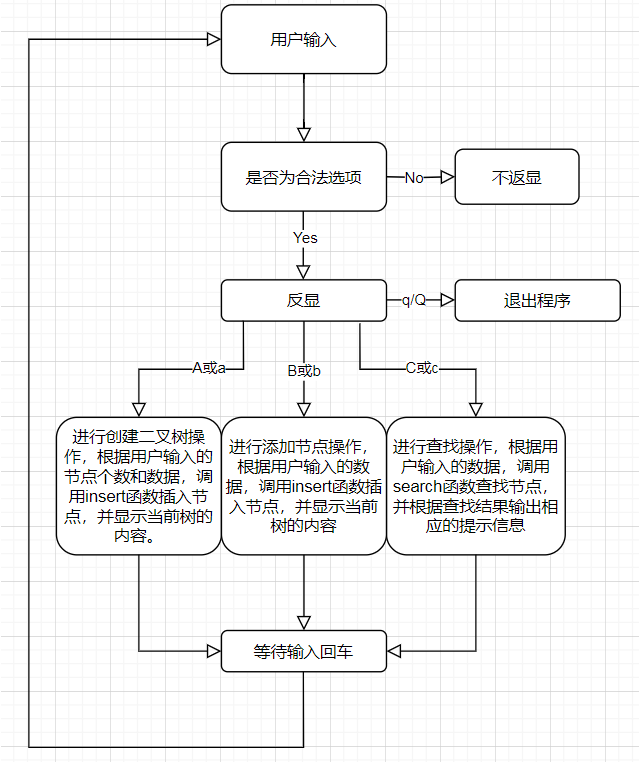 用户输入
是否为合法选项
No
不返显
Yes
反显
q/Q
退出程序
A或a
B或b
C或c
进行创建二叉树操
作，根据用户输入的
节点个数和数据，调
用insert函数插入节
点，并显示当前树的
内容。
进行添加节点操作，
根据用户输入的数
据，调用insert函数插
入节点，并显示当前
树的内容
进行查找操作，根据用
户输入的数据，调用
search函数查找节点，
并根据查找结果输出相
应的提示信息
等待输入回车